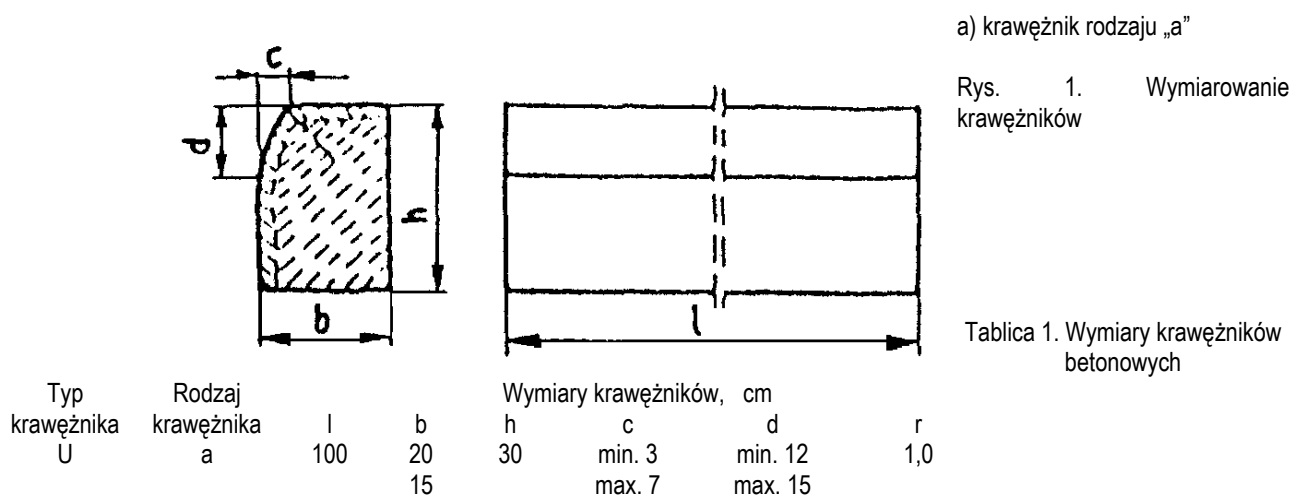 a) krawężnik rodzaju „a”
Rys. 1. Wymiarowanie
krawężników
c
d
h
b
l
Tablica 1. Wymiary krawężników
betonowych
Typ Rodzaj Wymiary krawężników, cm
krawężnika krawężnika l b h c d r
U a 100 20 30 min. 3 min. 12 1,0
15 max. 7 max. 15